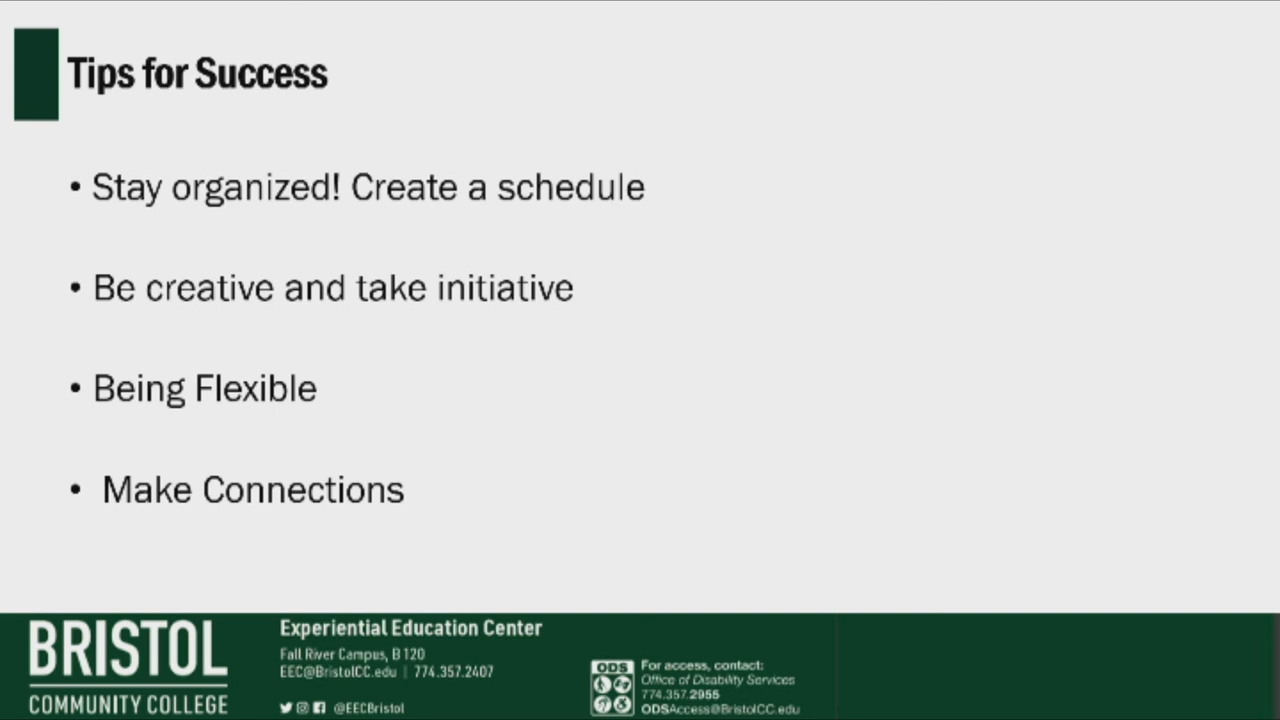 Tips for Success
• Stay organized! Create a schedule
• Be creative and take initiative
• Being Flexible
• Make Connections
BRISTOL
COMMUNITY COLLEGE
Experiential Education Center
Fall River Campus, B120
EEC@BristolCC.edu | 774.357.2407
@EECBristol
ODS
For access, contact:
Office of Disability Services
774.357.2955
ODSAccess@BristolCC.edu